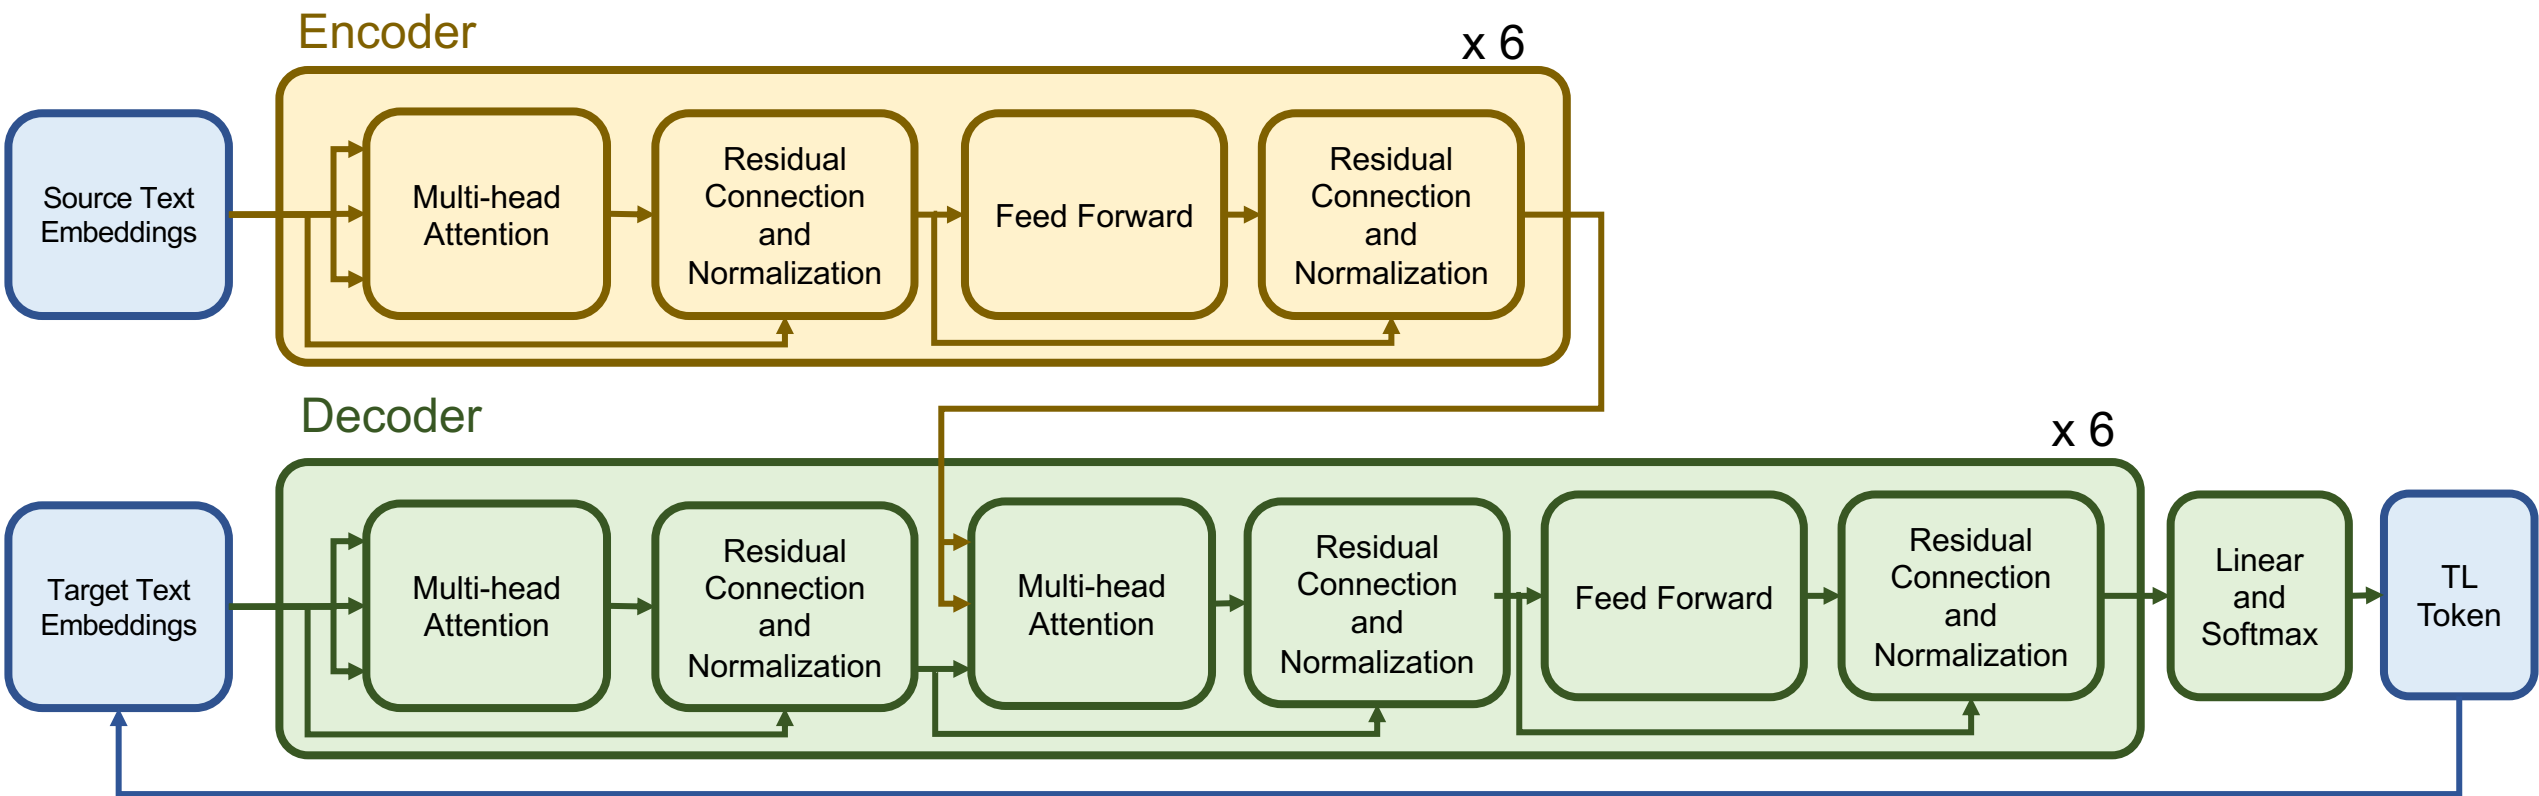 Encoder
x 6
Source Text
Embeddings
Multi-head
Attention
Residual
Connection
and
Normalization
Feed Forward
Residual
Connection
and
Normalization
Decoder
x 6
Target Text
Embeddings
Multi-head
Attention
Residual
Connection
and
Normalization
Multi-head
Attention
Residual
Connection
and
Normalization
Feed Forward
Residual
Connection
and
Normalization
Linear
and
Softmax
TL
Token